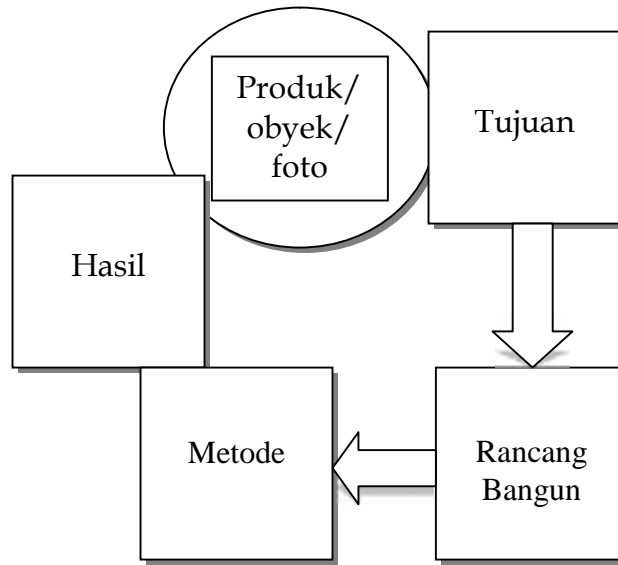 Produk/
obyek/
foto
Tujuan
Hasil
Metode
Rancang
Bangun